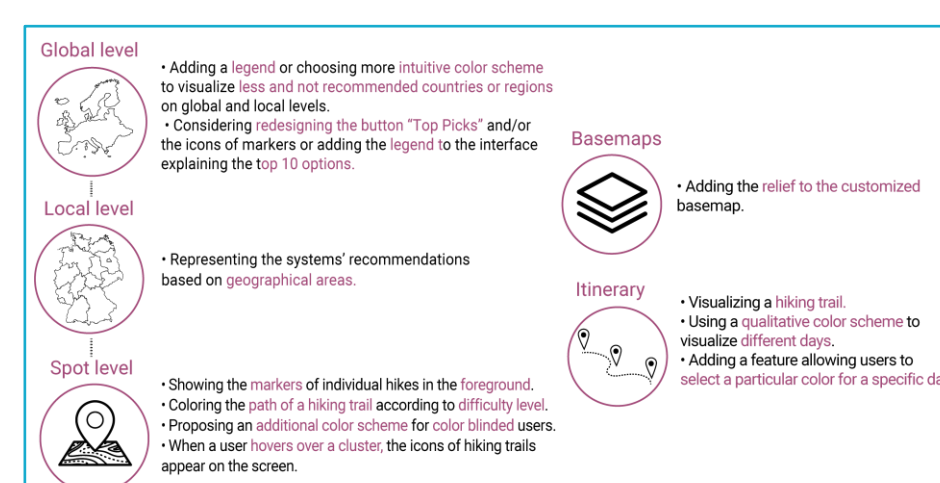 Global level
• Adding a legend or choosing more intuitive color scheme
to visualize less and not recommended countries or regions
on global and local levels.
• Considering redesigning the button “Top Picks” and/or
the icons of markers or adding the legend to the interface
explaining the top 10 options.
Local level
• Representing the systems’ recommendations
based on geographical areas.
Spot level
• Showing the markers of individual hikes in the foreground.
• Coloring the path of a hiking trail according to difficulty level.
• Proposing an additional color scheme for color blinded users.
• When a user hovers over a cluster, the icons of hiking trails
appear on the screen.
Basemaps
• Adding the relief to the customized
basemap.
Itinerary
• Visualizing a hiking trail.
• Using a qualitative color scheme to
visualize different days.
• Adding a feature allowing users to
select a particular color for a specific